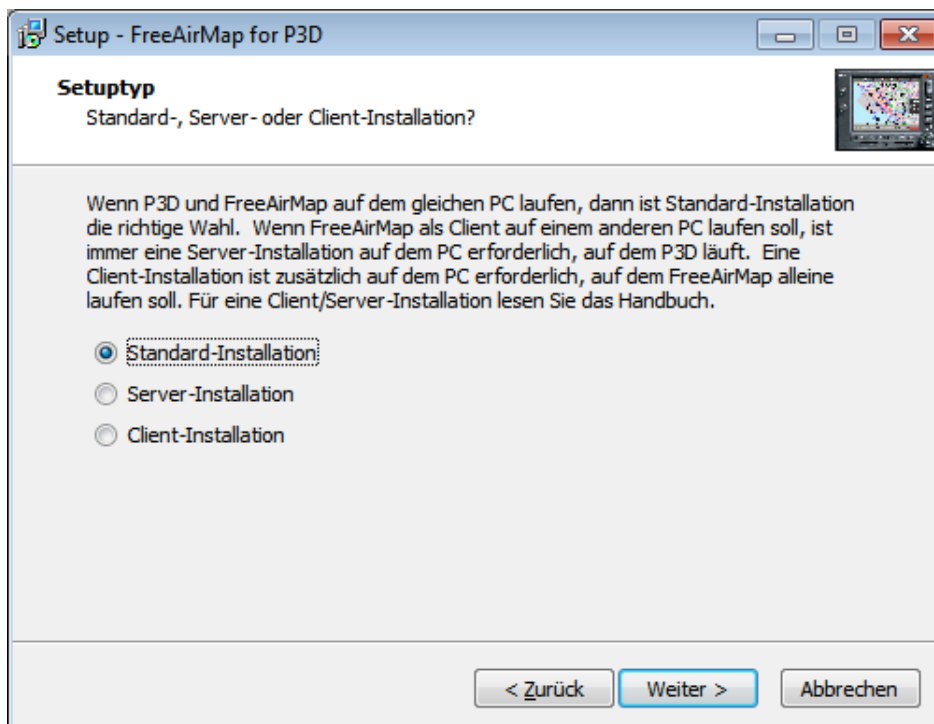 Setup - FreeAirMap for P3D
Setuptyp
Standard-, Server- oder Client-Installation?
Wenn P3D und FreeAirMap auf dem gleichen PC laufen, dann ist Standard-Installation
die richtige Wahl.  Wenn FreeAirMap als Client auf einem anderen PC laufen soll, ist
immer eine Server-Installation auf dem PC erforderlich, auf dem P3D läuft.  Eine
Client-Installation ist zusätzlich auf dem PC erforderlich, auf dem FreeAirMap alleine
laufen soll. Für eine Client/Server-Installation lesen Sie das Handbuch.
Standard-Installation
Server-Installation
Client-Installation
< Zurück
Weiter >
Abbrechen